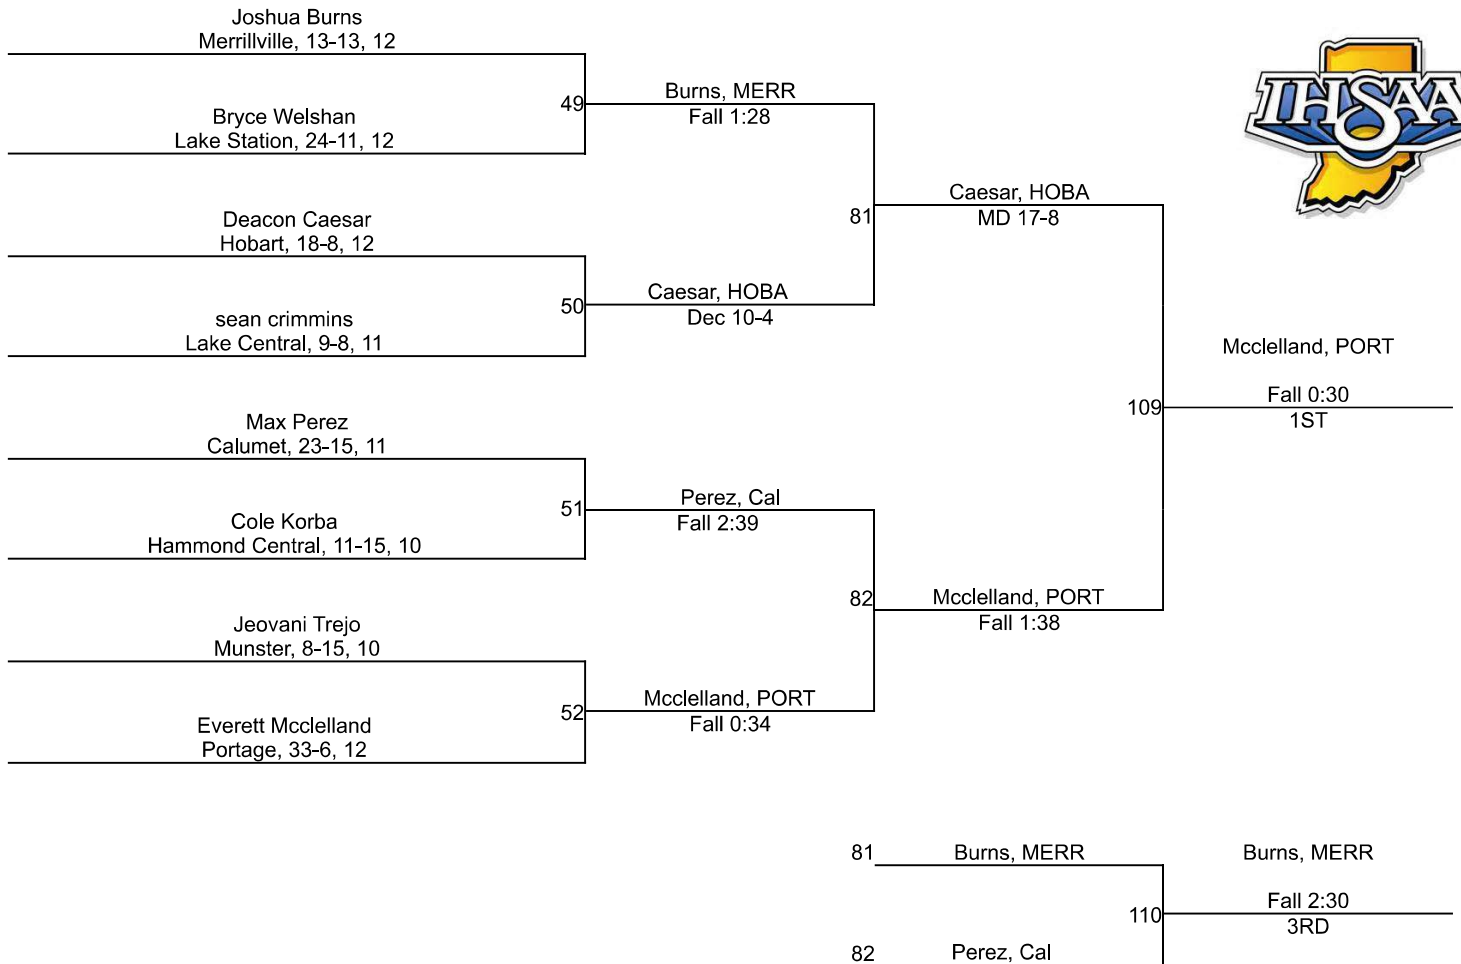 Joshua Burns
Merrillville, 13-13, 12
Bryce Welshan
Lake Station, 24-11, 12
49
Burns, MERR
Fall 1:28
Deacon Caesar
Hobart, 18-8, 12
sean crimmins
Lake Central, 9-8, 11
50
Caesar, HOBA
Dec 10-4
81
Caesar, HOBA
MD 17-8
IHSAA
Max Perez
Calumet, 23-15, 11
Cole Korba
Hammond Central, 11-15, 10
51
Perez, Cal
Fall 2:39
Jeovani Trejo
Munster, 8-15, 10
Everett Mcclelland
Portage, 33-6, 12
52
Mcclelland, PORT
Fall 0:34
82
Mcclelland, PORT
Fall 1:38
109
Mcclelland, PORT
Fall 0:30
1ST
81
Burns, MERR
82
Perez, Cal
110
Burns, MERR
Fall 2:30
3RD